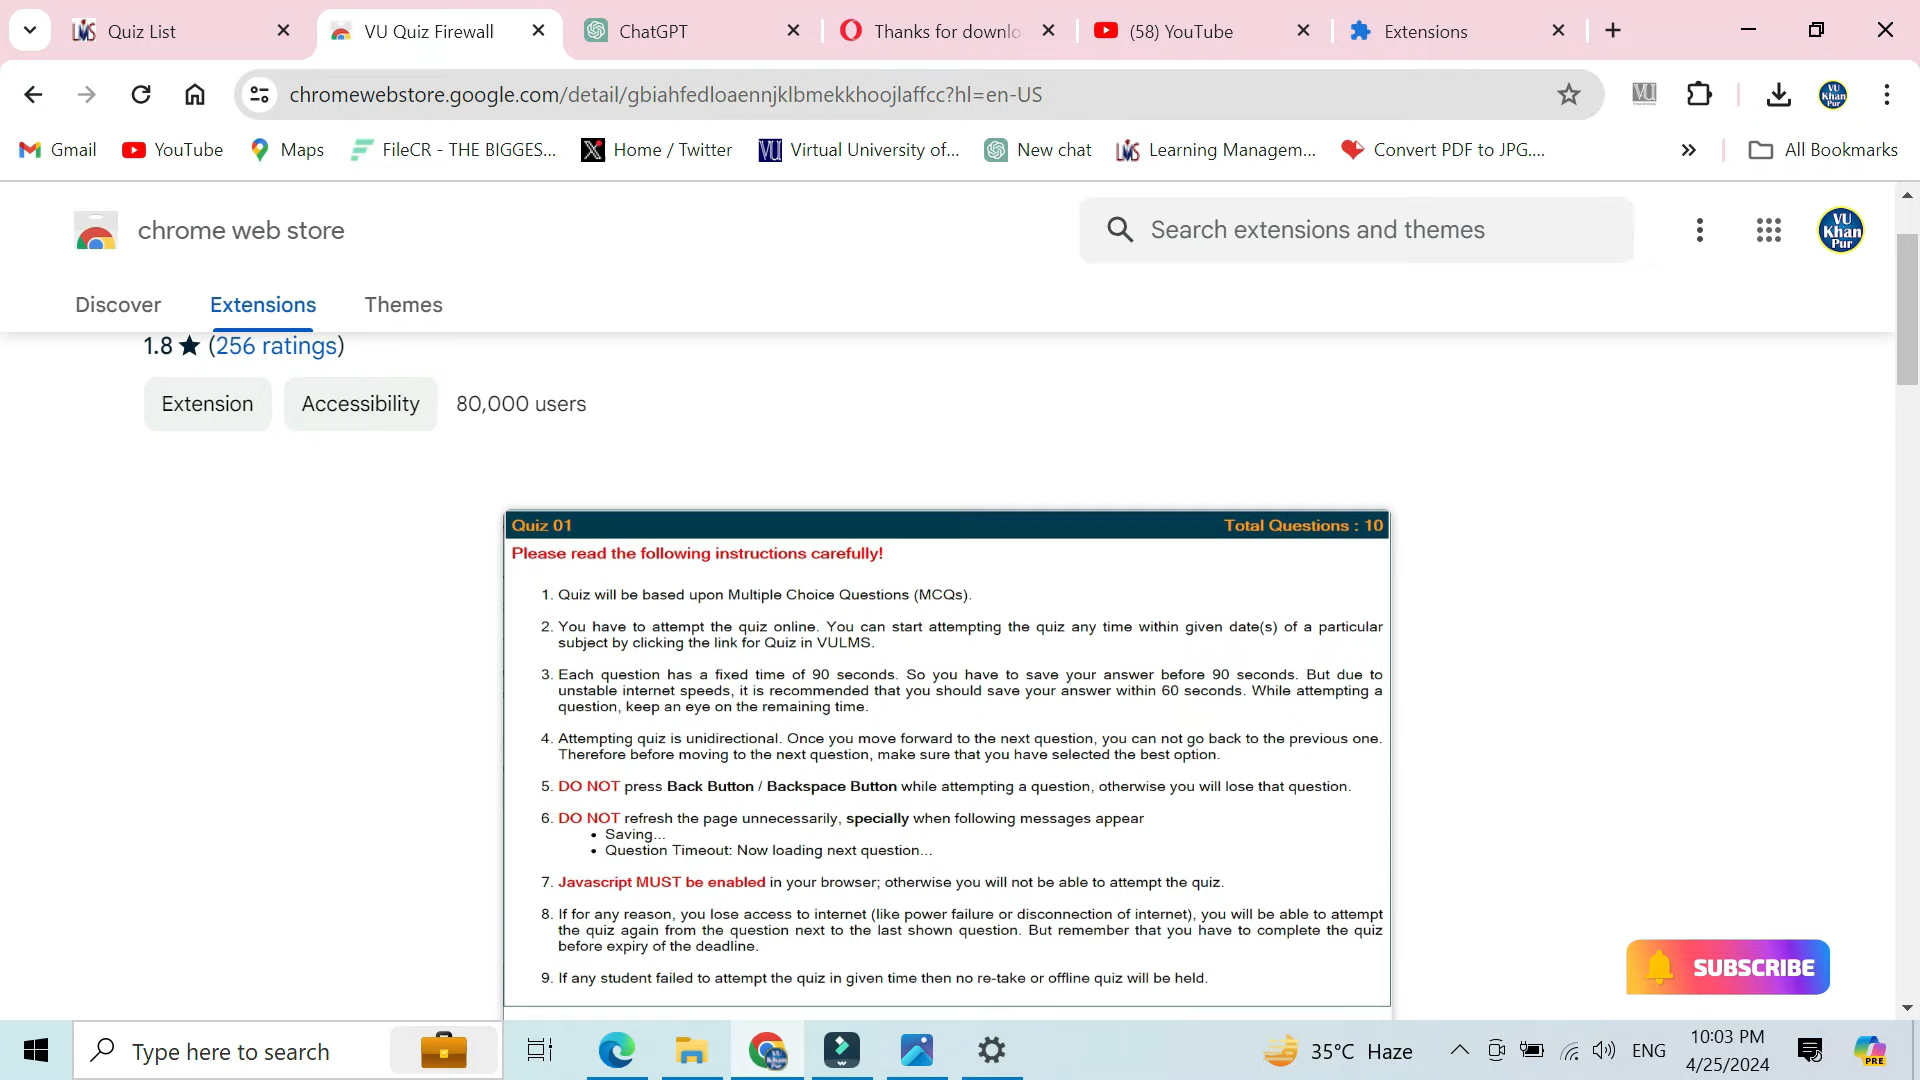 Quiz List
VU Quiz Firewall
ChatGPT
Thanks for downlo
(58) YouTube
Extensions
chromewebstore.google.com/detail/gbiahfedloaennjklbmekkhoojlaffcc?hl=en-US
VU
Khan
Pur
Gmail
YouTube
Maps
FileCR - THE BIGGES...
Home / Twitter
Virtual University of...
New chat
Learning Managem...
Convert PDF to JPG....
All Bookmarks
chrome web store
Search extensions and themes
VU
Khan
Pur
Discover
Extensions
Themes
1.8 ★ (256 ratings)
Extension
Accessibility
80,000 users
Quiz 01
Total Questions : 10
Please read the following instructions carefully!
1. Quiz will be based upon Multiple Choice Questions (MCQs).
2. You have to attempt the quiz online. You can start attempting the quiz any time within given date(s) of a particular
subject by clicking the link for Quiz in VULMS.
3. Each question has a fixed time of 90 seconds. So you have to save your answer before 90 seconds. But due to
unstable internet speeds, it is recommended that you should save your answer within 60 seconds. While attempting a
question, keep an eye on the remaining time.
4. Attempting quiz is unidirectional. Once you move forward to the next question, you can not go back to the previous one.
Therefore before moving to the next question, make sure that you have selected the best option.
5. DO NOT press Back Button / Backspace Button while attempting a question, otherwise you will lose that question.
6. DO NOT refresh the page unnecessarily, specially when following messages appear
• Saving...
• Question Timeout: Now loading next question...
7. Javascript MUST be enabled in your browser; otherwise you will not be able to attempt the quiz.
8. If for any reason, you lose access to internet (like power failure or disconnection of internet), you will be able to attempt
the quiz again from the question next to the last shown question. But remember that you have to complete the quiz
before expiry of the deadline.
9. If any student failed to attempt the quiz in given time then no re-take or offline quiz will be held.
SUBSCRIBE
Type here to search
35°C Haze
ENG
10:03 PM
4/25/2024
PRE